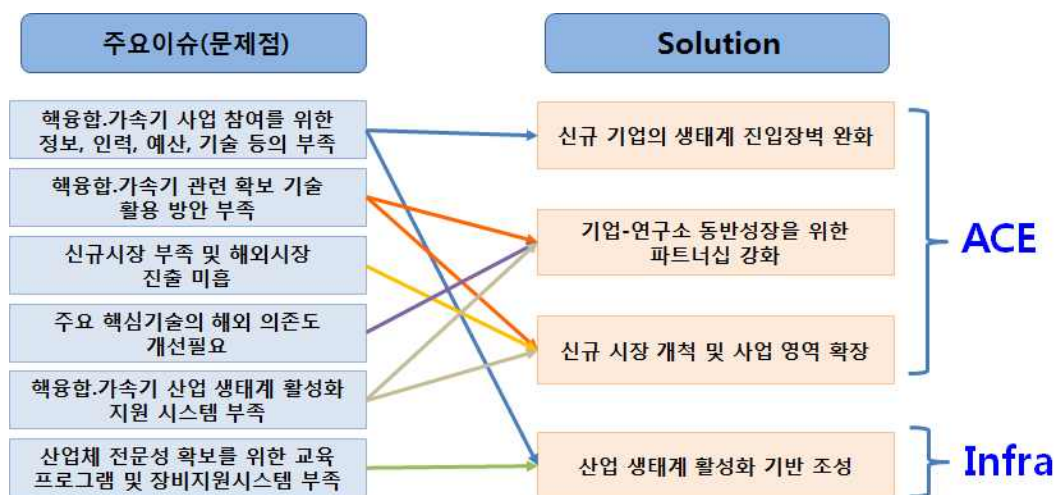 주요이슈(문제점)
Solution
핵융합.가속기 사업 참여를 위한
정보, 인력, 예산, 기술 등의 부족
핵융합.가속기 관련 확보 기술
활용 방안 부족
신규시장 부족 및 해외시장
진출 미흡
주요 핵심기술의 해외 의존도
개선필요
핵융합.가속기 산업 생태계 활성화
지원 시스템 부족
산업체 전문성 확보를 위한 교육
프로그램 및 장비지원시스템 부족
신규 기업의 생태계 진입장벽 완화
기업-연구소 동반성장을 위한
파트너십 강화
신규 시장 개척 및 사업 영역 확장
산업 생태계 활성화 기반 조성
ACE
Infra